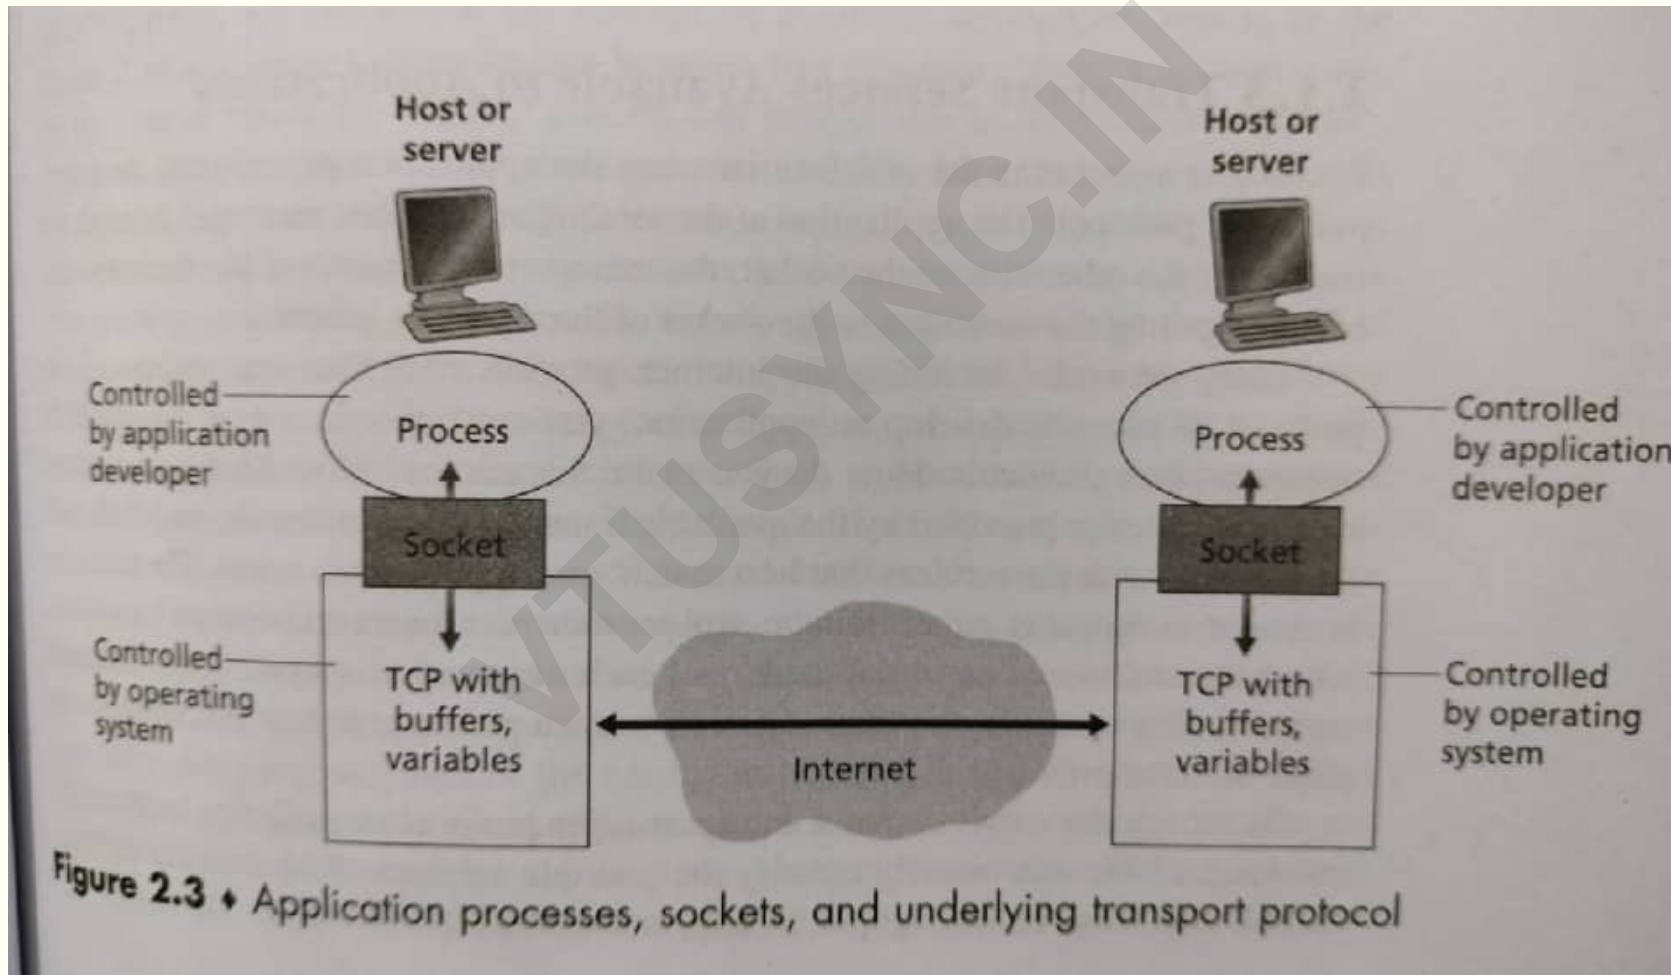 Host or
server
Host or
server
Controlled
by application
developer
Process
Process
Controlled
by application
developer
Socket
Socket
Controlled
by operating
system
TCP with
buffers,
variables
Internet
TCP with
buffers,
variables
Controlled
by operating
system
Figure 2.3 ♦ Application processes, sockets, and underlying transport protocol
VTUSYNC.IN